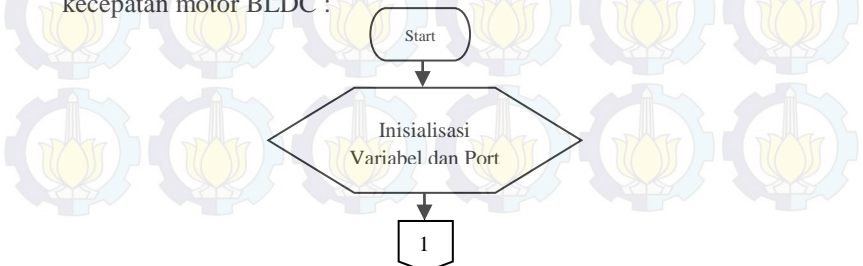 kecepatan motor BLDC :
Start
Inisialisasi
Variabel dan Port
1